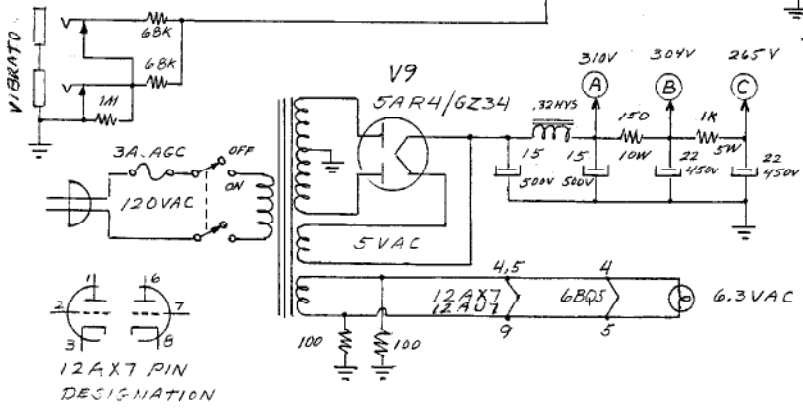 VIBRATO
68K
68K
1M
3A.AGC
OFF
ON
120VAC
V9
5AR4/GZ34
5VAC
.32HYS
310V
304V
265V
A
B
C
150
10W
1K
5W
15
500V
15
500V
22
450V
22
450V
1
6
2
7
3
8
12AX7 PIN
DESIGNATION
100
100
4,5
12AX7
12AU7
9
4
6BQ5
5
6.3VAC